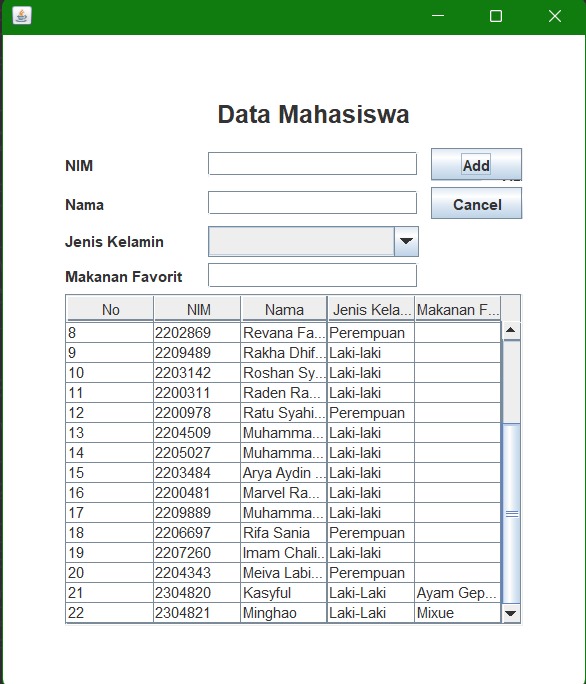 Data Mahasiswa
NIM Add
Nama Cancel
Jenis Kelamin
Makanan Favorit
No NIM Nama Jenis Kela... Makanan F...
8 2202869 Revana Fa... Perempuan
9 2209489 Rakha Dhif... Laki-laki
10 2203142 Roshan Sy... Laki-laki
11 2200311 Raden Ra... Laki-laki
12 2200978 Ratu Syahi... Perempuan
13 2204509 Muhamma... Laki-laki
14 2205027 Muhamma... Laki-laki
15 2203484 Arya Aydin ... Laki-laki
16 2200481 Marvel Ra... Laki-laki
17 2209889 Muhamma... Laki-laki
18 2206697 Rifa Sania Perempuan
19 2207260 Imam Chali... Laki-laki
20 2204343 Meiva Labi... Perempuan
21 2304820 Kasyful Laki-Laki Ayam Gep...
22 2304821 Minghao Laki-Laki Mixue